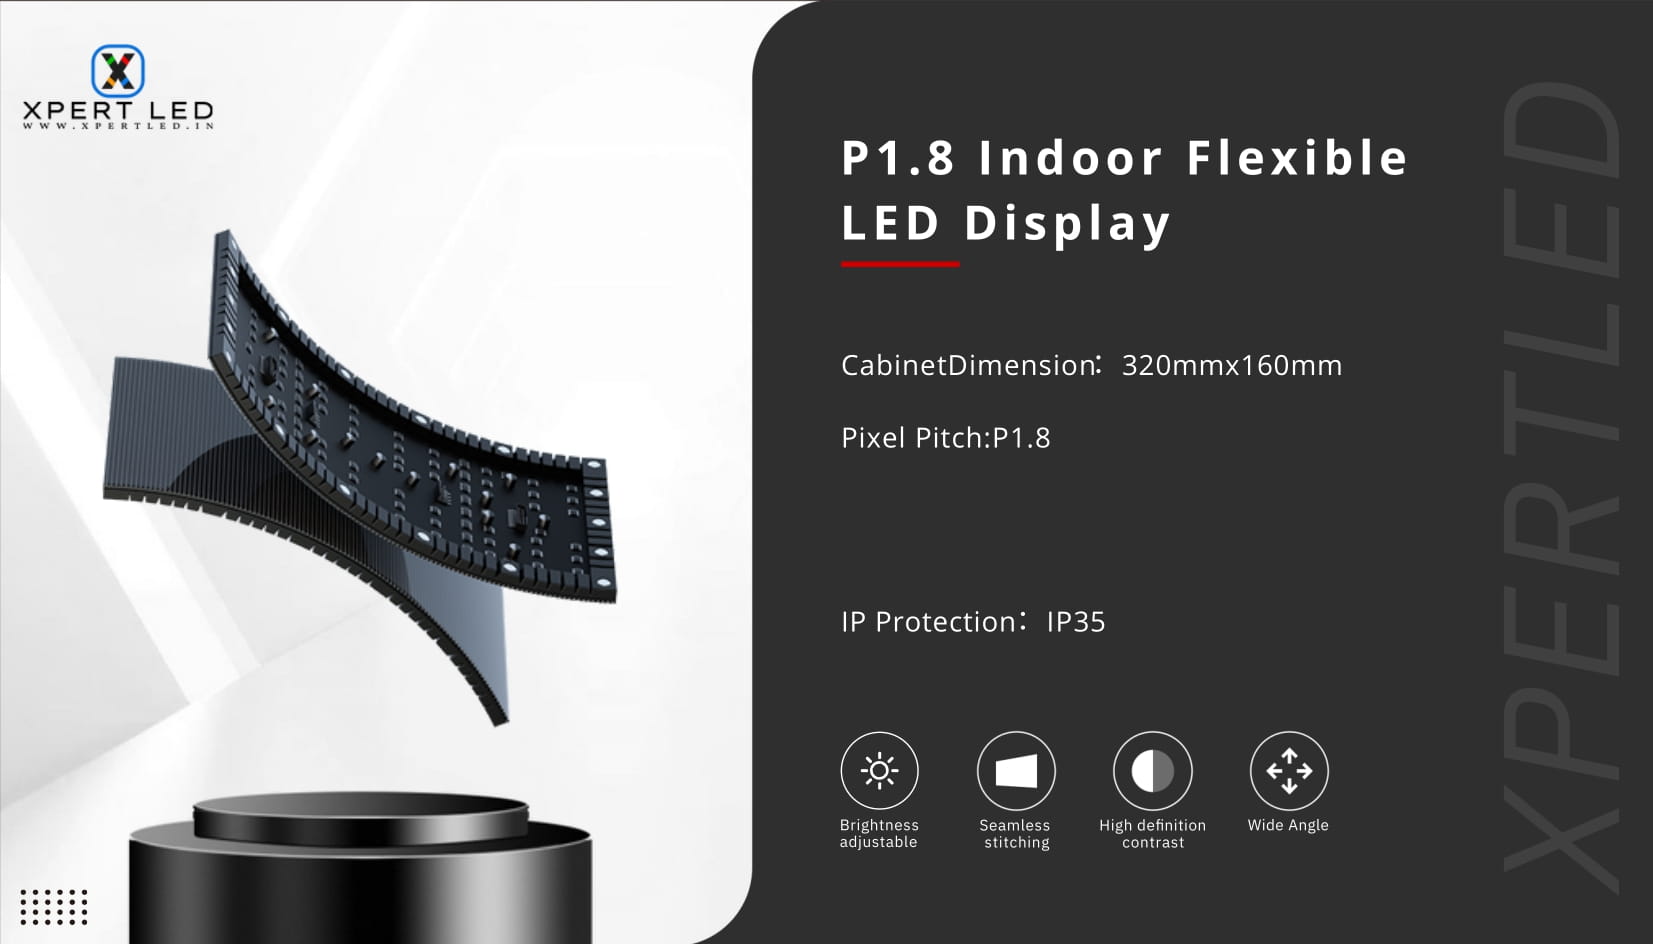 XPERT LED
WWW.XPERTLED.IN
P1.8 Indoor Flexible
LED Display
CabinetDimension： 320mmx160mm
Pixel Pitch:P1.8
IP Protection： IP35
Brightness
adjustable
Seamless
stitching
High definition
contrast
Wide Angle
XPERTLED